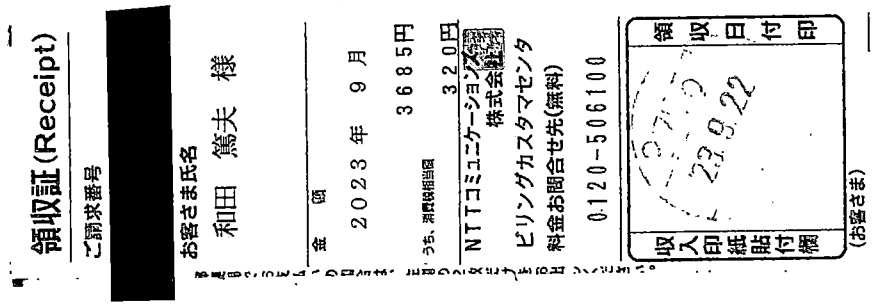 領収証(Receipt)
ご請求番号
お客さま氏名
和田 篤夫 様
金額
2023年 9月
3685円
うち、消費税相当額
320円
NTTコミュニケーションズ
株式会社
ビリングカスタマセンタ
料金お問合せ先(無料)
0120-506100
領収日付印
23.9.22
収入印紙貼付欄
(お客さま)